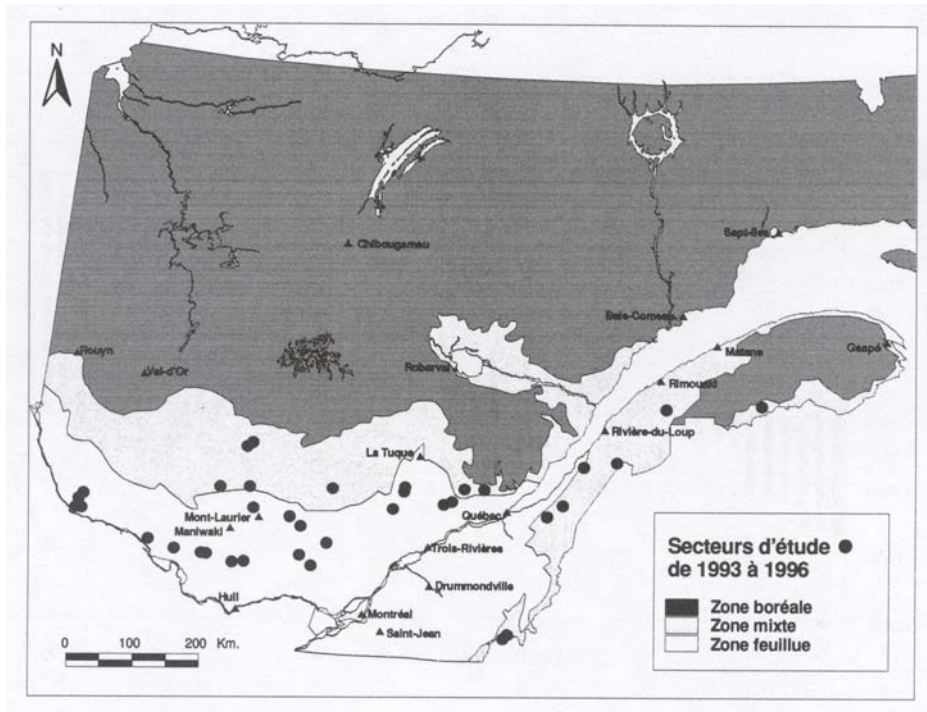 N
Chibougamau
Sept-Iles
Baie-Comeau
Rouyn
Val-d'Or
Roberval
Matane
Gaspé
Rimouski
Rivière-du-Loup
La Tuque
Mont-Laurier
Maniwaki
Québec
Trois-Rivières
Drummondville
Hull
Montréal
Saint-Jean
0 100 200 Km.
Secteurs d'étude
de 1993 à 1996
Zone boréale
Zone mixte
Zone feuillue